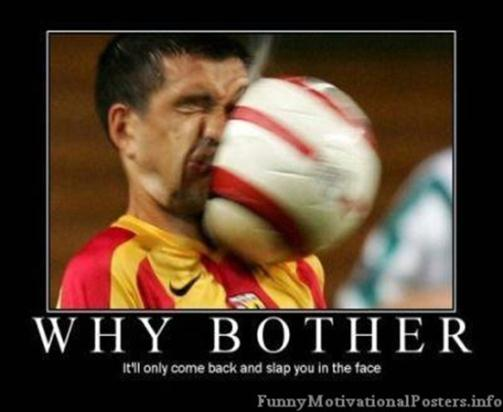 WHY BOTHER
It'll only come back and slap you in the face
FunnyMotivationalPosters.info